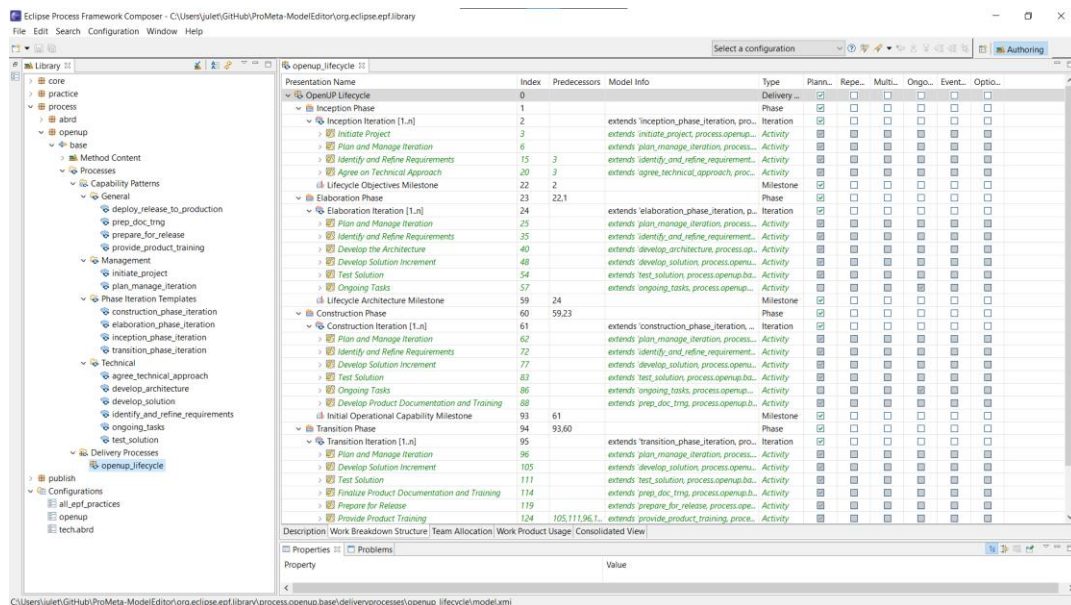 Eclipse Process Framework Composer - C:\Users\julet\GitHub\ProMeta-ModelEditor\org.eclipse.epf.library
File Edit Search Configuration Window Help
Select a configuration
Authoring
Library
openup_lifecycle
core
practice
process
abrd
openup
base
Method Content
Processes
Capability Patterns
General
deploy_release_to_production
prep_doc_trng
prepare_for_release
provide_product_training
Management
initiate_project
plan_manage_iteration
Phase Iteration Templates
construction_phase_iteration
elaboration_phase_iteration
inception_phase_iteration
transition_phase_iteration
Technical
agree_technical_approach
develop_architecture
develop_solution
identify_and_refine_requirements
ongoing_tasks
test_solution
Delivery Processes
openup_lifecycle
publish
Configurations
all_epf_practices
openup
tech.abrd
Presentation Name Index Predecessors Model Info Type Plann... Repe... Multi... Ongo... Event... Optio...
OpenUP Lifecycle 0 Delivery ...
Inception Phase 1 Phase
Inception Iteration [1..n] 2 extends 'inception_phase_iteration, pro... Iteration
Initiate Project 3 extends 'initiate_project, process.openup... Activity
Plan and Manage Iteration 6 extends 'plan_manage_iteration, process... Activity
Identify and Refine Requirements 15 3 extends 'identify_and_refine_requirement... Activity
Agree on Technical Approach 20 3 extends 'agree_technical_approach, proc... Activity
Lifecycle Objectives Milestone 22 2 Milestone
Elaboration Phase 23 22,1 Phase
Elaboration Iteration [1..n] 24 extends 'elaboration_phase_iteration, p... Iteration
Plan and Manage Iteration 25 extends 'plan_manage_iteration, process... Activity
Identify and Refine Requirements 35 extends 'identify_and_refine_requirement... Activity
Develop the Architecture 40 extends 'develop_architecture, process.op... Activity
Develop Solution Increment 48 extends 'develop_solution, process.openu... Activity
Test Solution 54 extends 'test_solution, process.openup.ba... Activity
Ongoing Tasks 57 extends 'ongoing_tasks, process.openup... Activity
Lifecycle Architecture Milestone 59 24 Milestone
Construction Phase 60 59,23 Phase
Construction Iteration [1..n] 61 extends 'construction_phase_iteration, ... Iteration
Plan and Manage Iteration 62 extends 'plan_manage_iteration, process... Activity
Identify and Refine Requirements 72 extends 'identify_and_refine_requirement... Activity
Develop Solution Increment 77 extends 'develop_solution, process.openu... Activity
Test Solution 83 extends 'test_solution, process.openup.ba... Activity
Ongoing Tasks 86 extends 'ongoing_tasks, process.openup... Activity
Develop Product Documentation and Training 88 extends 'prep_doc_trng, process.openup.b... Activity
Initial Operational Capability Milestone 93 61 Milestone
Transition Phase 94 93,60 Phase
Transition Iteration [1..n] 95 extends 'transition_phase_iteration, pro... Iteration
Plan and Manage Iteration 96 extends 'plan_manage_iteration, process... Activity
Develop Solution Increment 105 extends 'develop_solution, process.openu... Activity
Test Solution 111 extends 'test_solution, process.openup.ba... Activity
Finalize Product Documentation and Training 114 extends 'prep_doc_trng, process.openup.b... Activity
Prepare for Release 119 extends 'prepare_for_release, process.ope... Activity
Provide Product Training 124 105,111,96,1... extends 'provide_product_training, proce... Activity
Description Work Breakdown Structure Team Allocation Work Product Usage Consolidated View
Properties Problems
Property Value
C:\Users\julet\GitHub\ProMeta-ModelEditor\org.eclipse.epf.library\process.openup.base\deliveryprocesses\openup_lifecycle\model.xmi